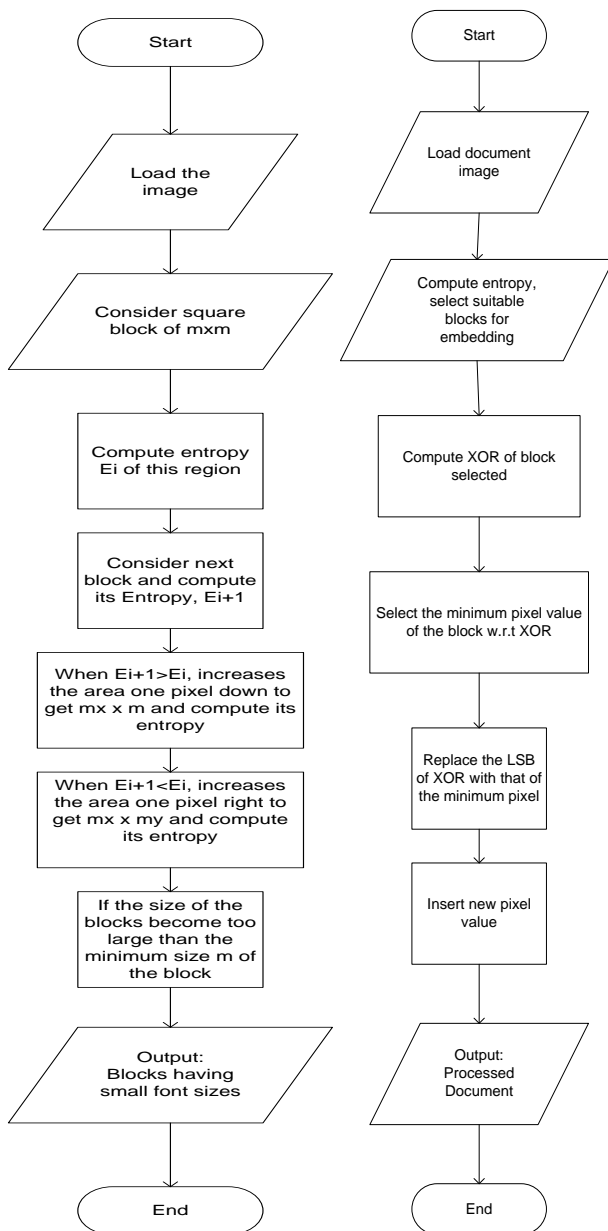 Start
Load the
image
Consider square
block of mxm
Compute entropy
Ei of this region
Consider next
block and compute
its Entropy, Ei+1
When Ei+1>Ei, increases
the area one pixel down to
get mx x m and compute its
entropy
When Ei+1<Ei, increases
the area one pixel right to
get mx x my and compute
its entropy
If the size of the
blocks become too
large than the
minimum size m of
the block
Output:
Blocks having
small font sizes
End
Start
Load document
image
Compute entropy,
select suitable
blocks for
embedding
Compute XOR of block
selected
Select the minimum pixel value
of the block w.r.t XOR
Replace the LSB
of XOR with that of
the minimum pixel
Insert new pixel
value
Output:
Processed
Document
End